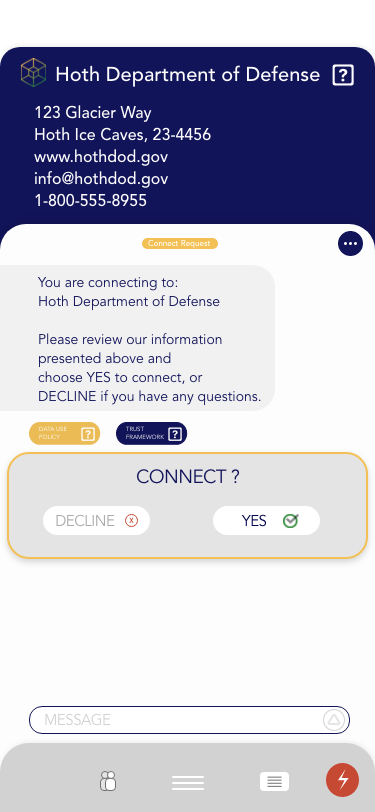 Hoth Department of Defense
123 Glacier Way
Hoth Ice Caves, 23-4456
www.hothdod.gov
info@hothdod.gov
1-800-555-8955
Connect Request
You are connecting to:
Hoth Department of Defense
Please review our information
presented above and
choose YES to connect, or
DECLINE if you have any questions.
DATA USE
POLICY
TRUST
FRAMEWORK
CONNECT ?
DECLINE
YES
MESSAGE